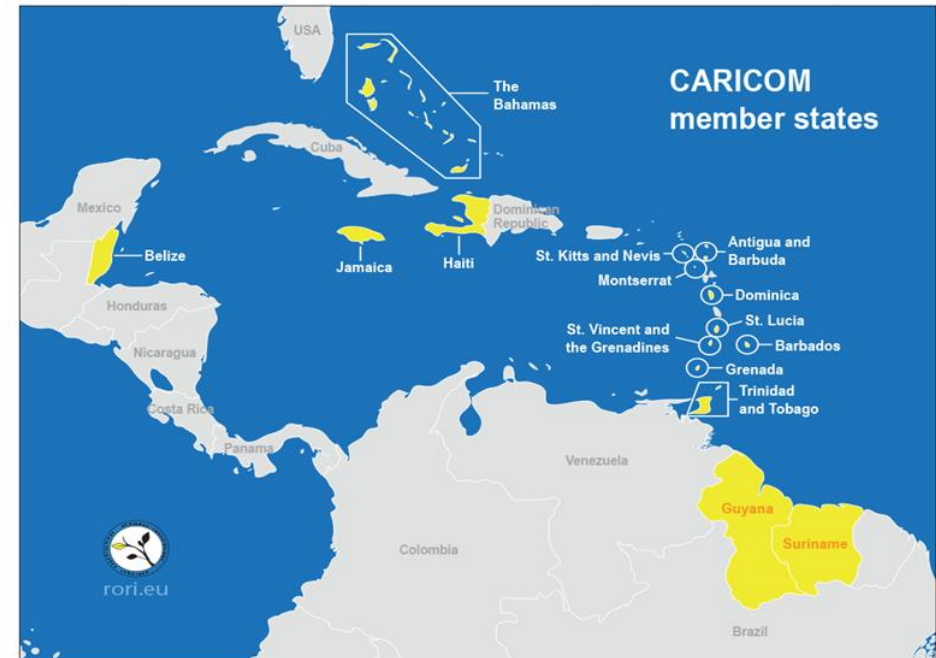 USA
The
Bahamas
CARICOM
member states
Cuba
Mexico
Dominican
Republic
Belize
Jamaica
Haiti
St. Kitts and Nevis
Antigua and
Barbuda
Montserrat
Honduras
Dominica
St. Lucia
St. Vincent and
the Grenadines
Barbados
Nicaragua
Grenada
Trinidad
and Tobago
Costa Rica
Panama
Venezuela
Guyana
Suriname
Colombia
rori.eu
Brazil